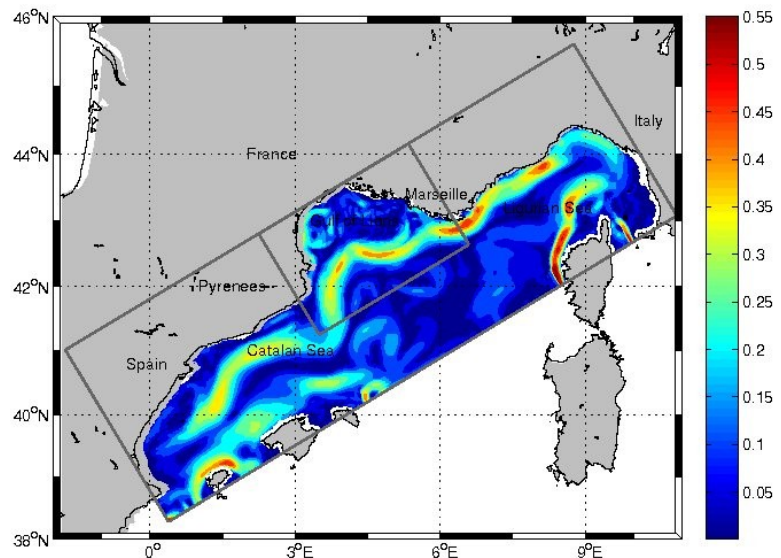 46°N
44°N
42°N
40°N
38°N
0°
3°E
6°E
9°E
France
Italy
Marseille
Pyrenees
Spain
Catalan Sea
Ligurian Sea
0.55
0.5
0.45
0.4
0.35
0.3
0.25
0.2
0.15
0.1
0.05